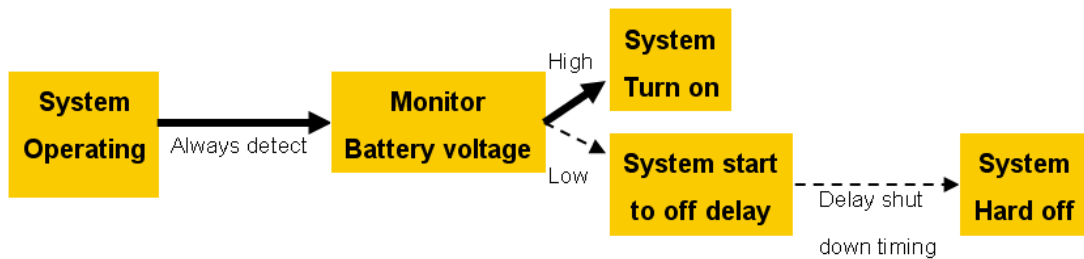 System
Operating
Always detect
Monitor
Battery voltage
High
System
Turn on
Low
System start
to off delay
Delay shut
down timing
System
Hard off